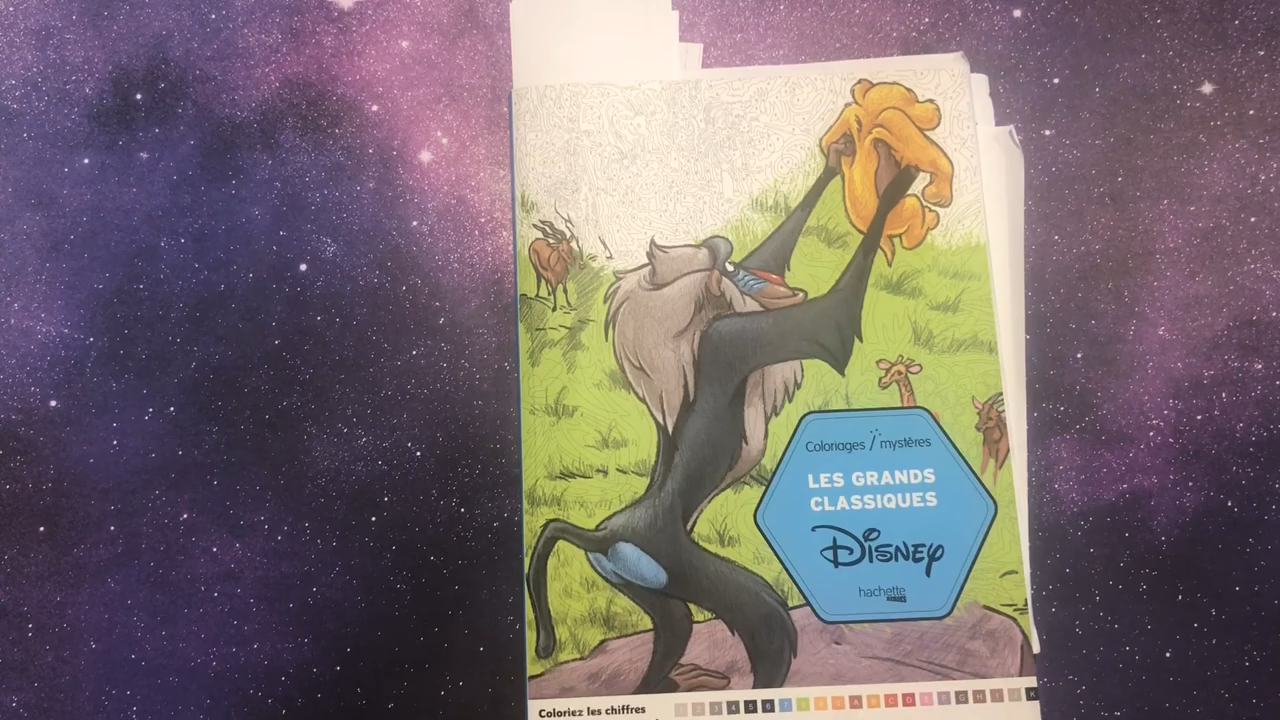 Coloriages mystères
LES GRANDS
CLASSIQUES
Disney
hachette
Coloriez les chiffres